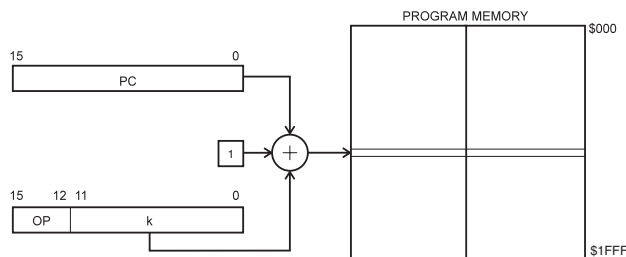 PROGRAM MEMORY
$000
15 0
PC
1
15 12 11 0
OP k
$1FFF